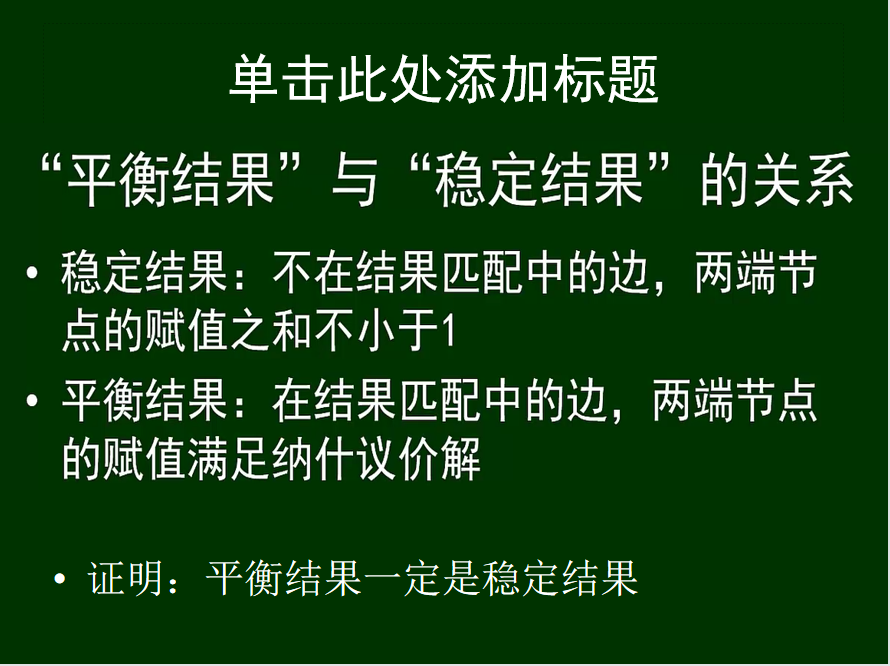 单击此处添加标题
“平衡结果”与“稳定结果”的关系
• 稳定结果：不在结果匹配中的边，两端节
点的赋值之和不小于1
• 平衡结果：在结果匹配中的边，两端节点
的赋值满足纳什议价解
• 证明：平衡结果一定是稳定结果